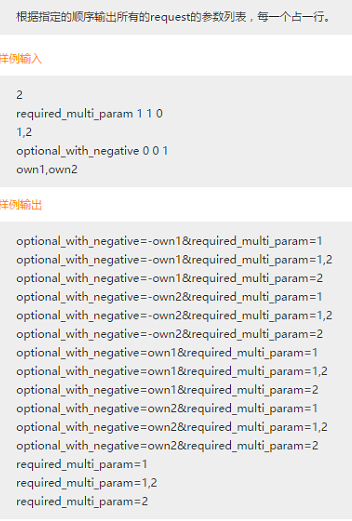 根据指定的顺序输出所有的request的参数列表，每一个占一行。
样例输入
2
required_multi_param 1 1 0
1,2
optional_with_negative 0 0 1
own1,own2
样例输出
optional_with_negative=-own1&required_multi_param=1
optional_with_negative=-own1&required_multi_param=1,2
optional_with_negative=-own1&required_multi_param=2
optional_with_negative=-own2&required_multi_param=1
optional_with_negative=-own2&required_multi_param=1,2
optional_with_negative=-own2&required_multi_param=2
optional_with_negative=own1&required_multi_param=1
optional_with_negative=own1&required_multi_param=1,2
optional_with_negative=own1&required_multi_param=2
optional_with_negative=own2&required_multi_param=1
optional_with_negative=own2&required_multi_param=1,2
optional_with_negative=own2&required_multi_param=2
required_multi_param=1
required_multi_param=1,2
required_multi_param=2